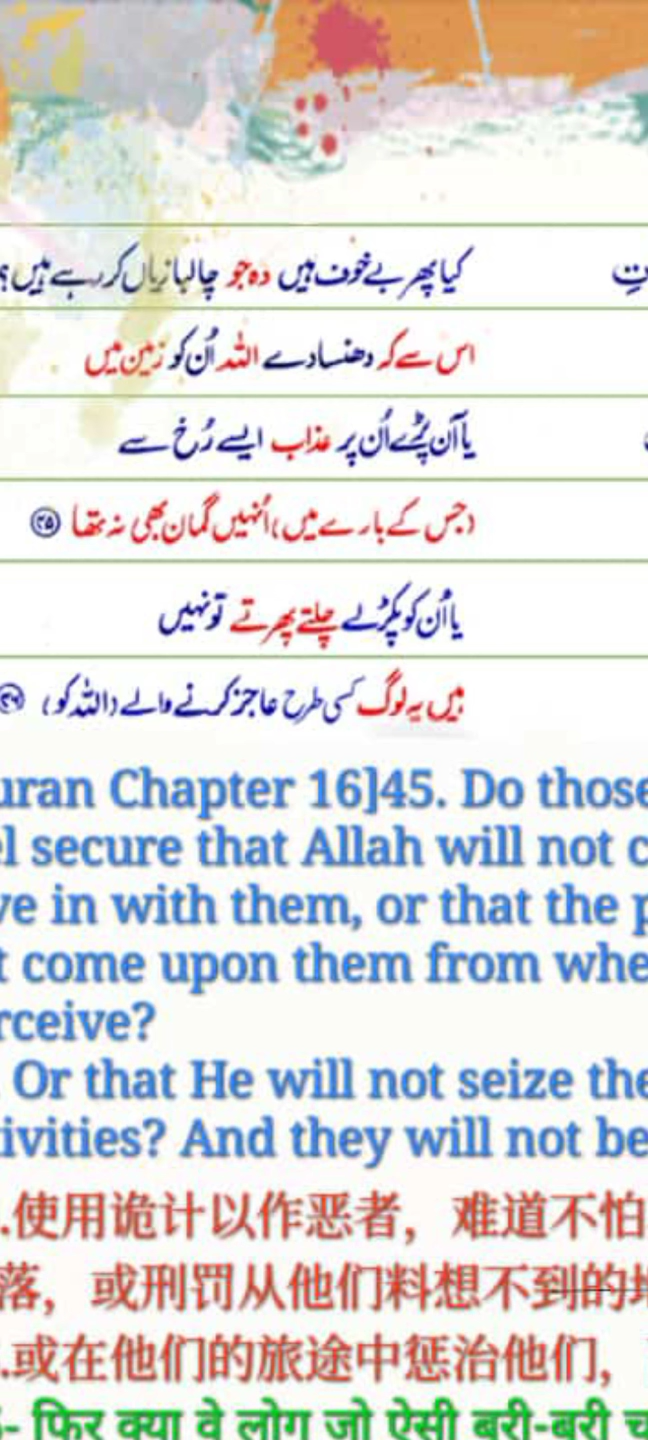 کیا پھر بے خوف ہیں وہ جو چالبازیاں کر رہے ہیں؟
اس سے کہ دھنسا دے اللہ اُن کو زمین میں
یا آن پڑے اُن پر عذاب ایسے رُخ سے
(جس کے بارے میں) اُنہیں گمان بھی نہ تھا ۴۵
یا اُن کو پکڑ لے چلتے پھرتے تو نہیں
ہیں یہ لوگ کسی طرح عاجز کرنے والے (اللہ کو)
uran Chapter 16]45. Do those
el secure that Allah will not c
ve in with them, or that the p
t come upon them from whe
rceive?
. Or that He will not seize the
ivities? And they will not be
.使用诡计以作恶者，难道不怕
落，或刑罚从他们料想不到的地
.或在他们的旅途中惩治他们，
- फिर क्या वे लोग जो ऐसी बुरी-बुरी च